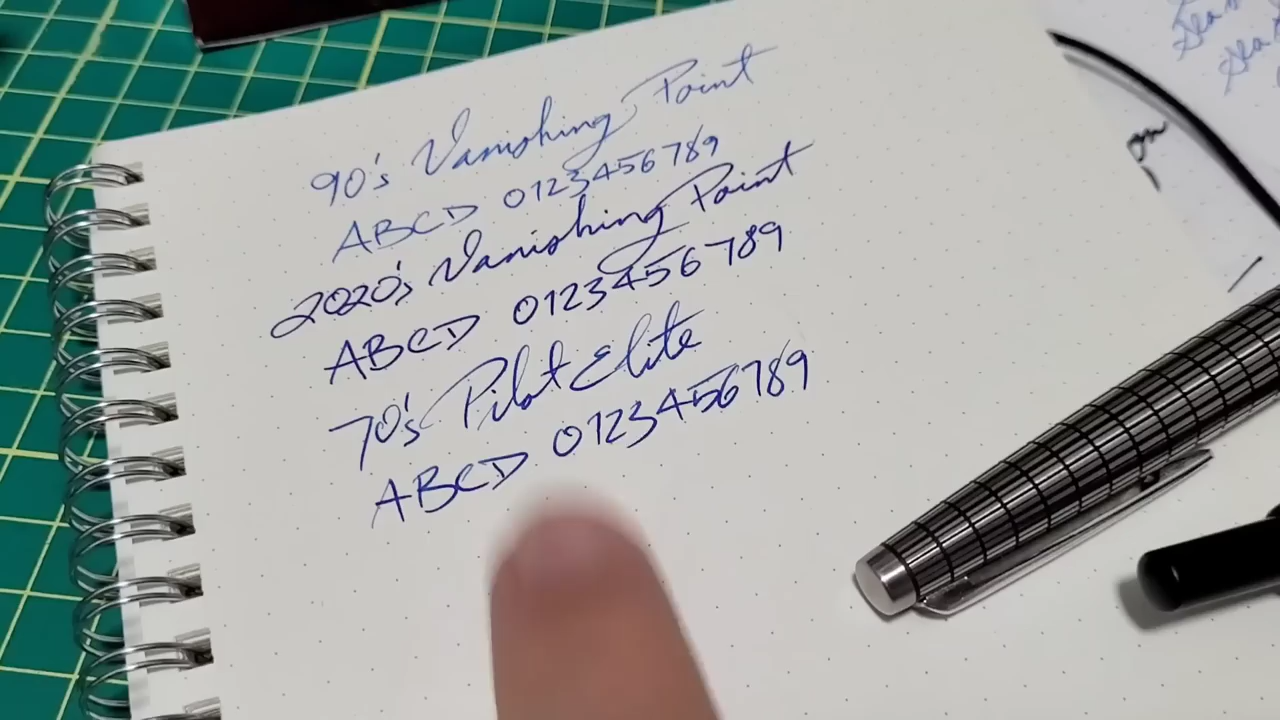 90's Vanishing Point
ABCD 0123456789
2020's Vanishing Point
ABCD 0123456789
70's Pilot Elite
ABCD 0123456789